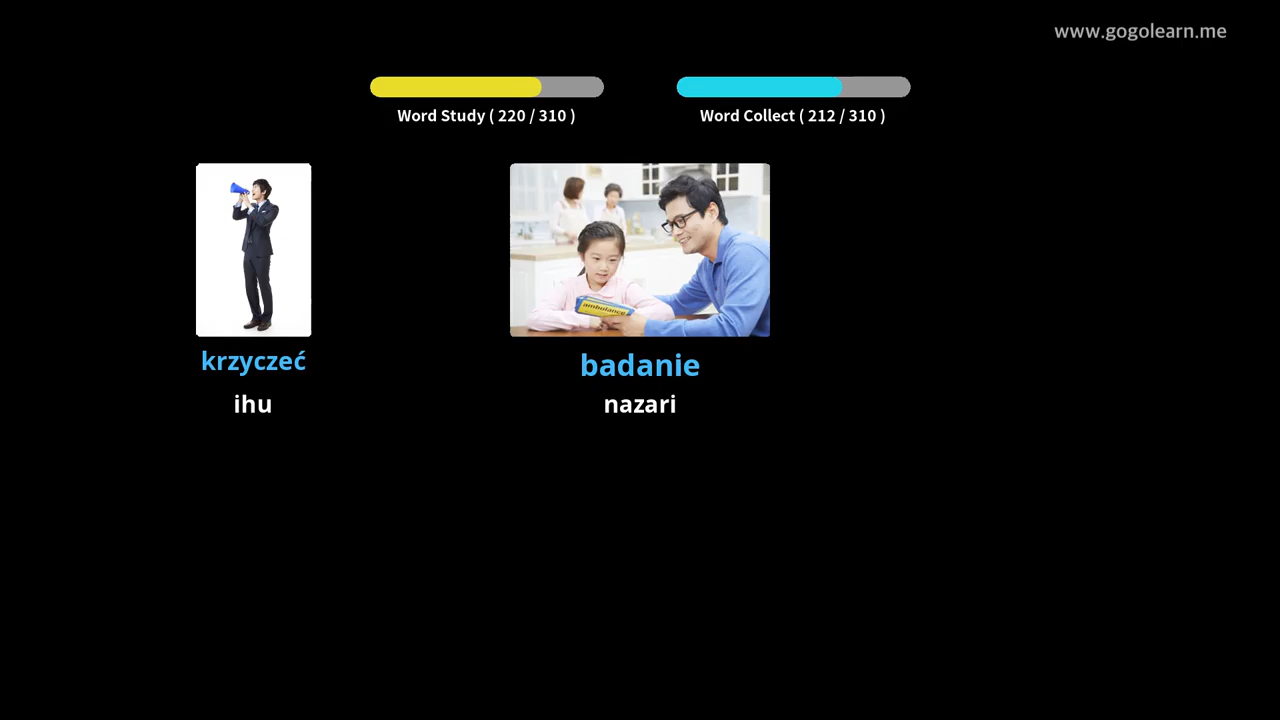 www.gogolearn.me
Word Study ( 220 / 310 )
Word Collect ( 212 / 310 )
ambulance
krzyczeć
badanie
ihu
nazari